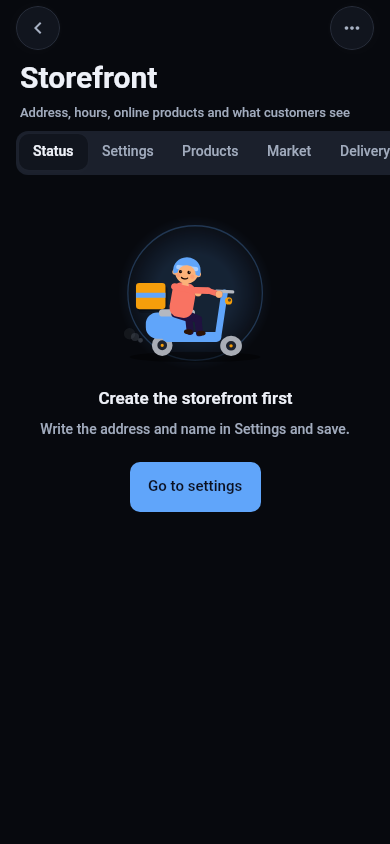 Storefront
Address, hours, online products and what customers see
Status Settings Products Market Delivery
Create the storefront first
Write the address and name in Settings and save.
Go to settings